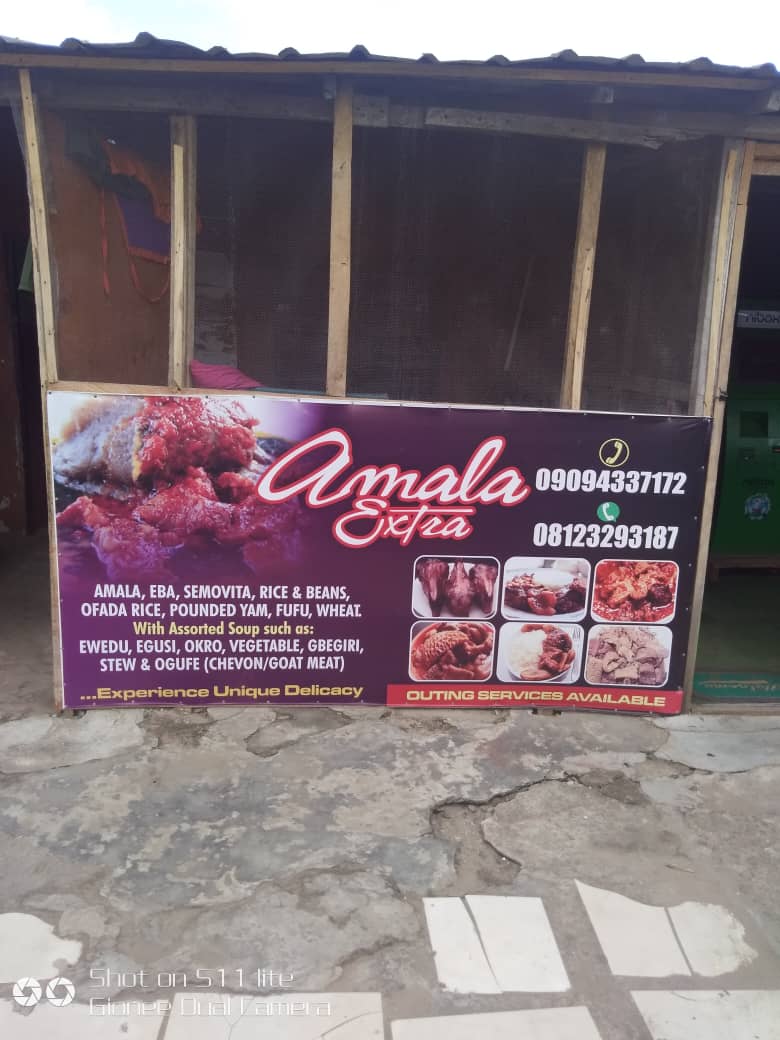 Amala
Extra
09094337172
08123293187
AMALA, EBA, SEMOVITA, RICE & BEANS,
OFADA RICE, POUNDED YAM, FUFU, WHEAT.
With Assorted Soup such as:
EWEDU, EGUSI, OKRO, VEGETABLE, GBEGIRI,
STEW & OGUFE (CHEVON/GOAT MEAT)
...Experience Unique Delicacy
OUTING SERVICES AVAILABLE
Shot on S11 lite
Gionee Dual Camera